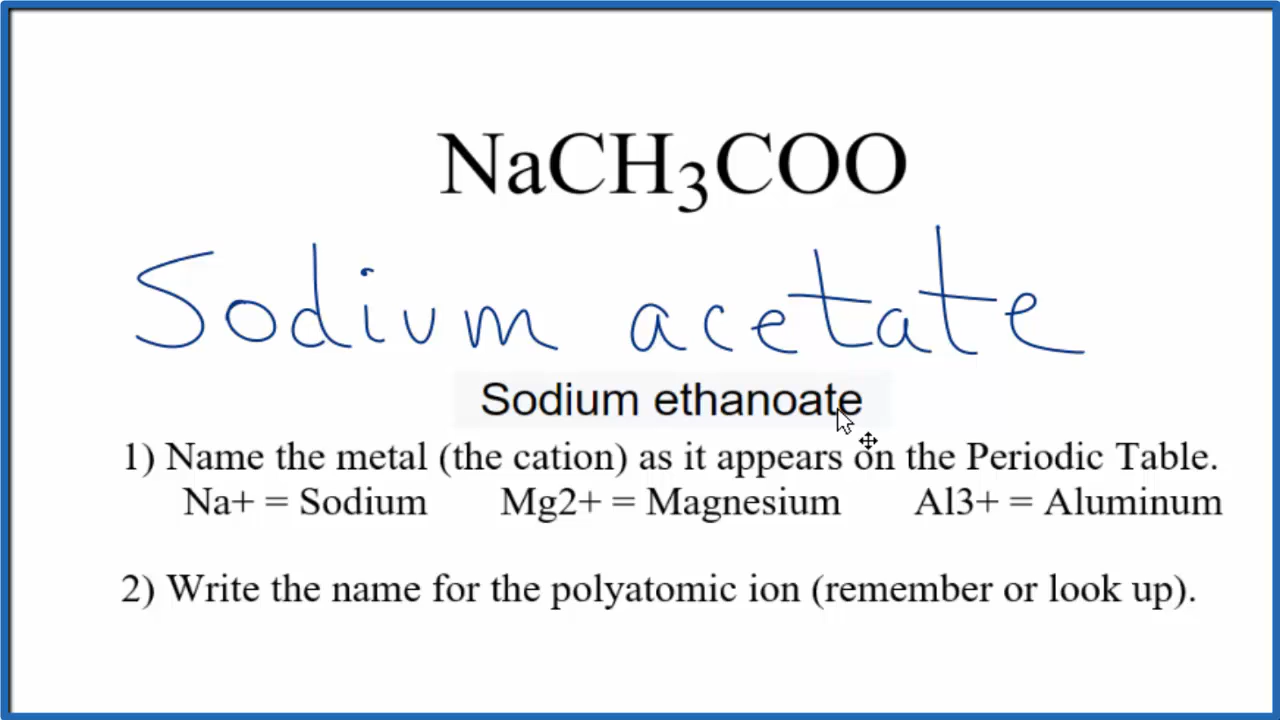 NaCH₃COO
Sodium acetate
Sodium ethanoate
1) Name the metal (the cation) as it appears on the Periodic Table.
Na+ = Sodium Mg2+ = Magnesium Al3+ = Aluminum
2) Write the name for the polyatomic ion (remember or look up).